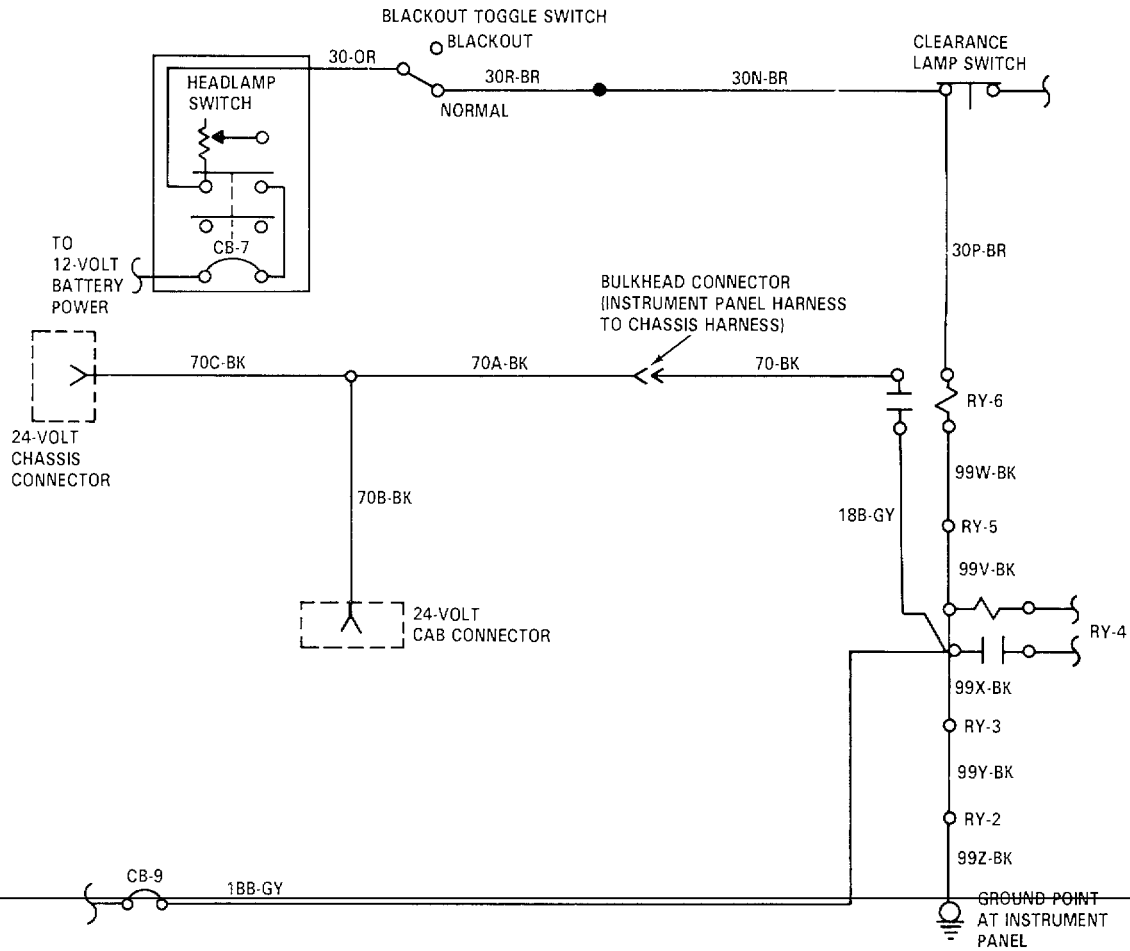 BLACKOUT TOGGLE SWITCH
BLACKOUT
30-OR
30R-BR
30N-BR
NORMAL
CLEARANCE
LAMP SWITCH
HEADLAMP
SWITCH
CB-7
TO
12-VOLT
BATTERY
POWER
30P-BR
BULKHEAD CONNECTOR
(INSTRUMENT PANEL HARNESS
TO CHASSIS HARNESS)
70C-BK
70A-BK
70-BK
RY-6
24-VOLT
CHASSIS
CONNECTOR
99W-BK
70B-BK
18B-GY
RY-5
99V-BK
24-VOLT
CAB CONNECTOR
RY-4
99X-BK
RY-3
99Y-BK
RY-2
99Z-BK
CB-9
1BB-GY
GROUND POINT
AT INSTRUMENT
PANEL